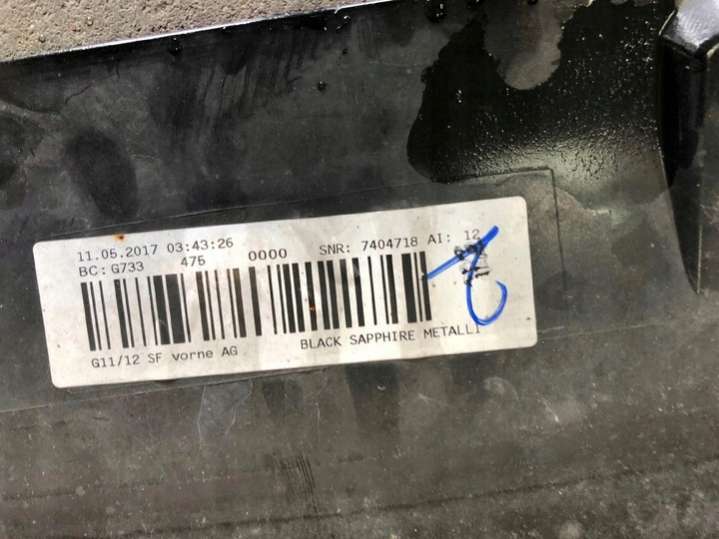 11.05.2017 03:43:26 SNR: 7404718 AI: 12
BC: G733 475 0000
G11/12 SF vorne AG BLACK SAPPHIRE METALLI